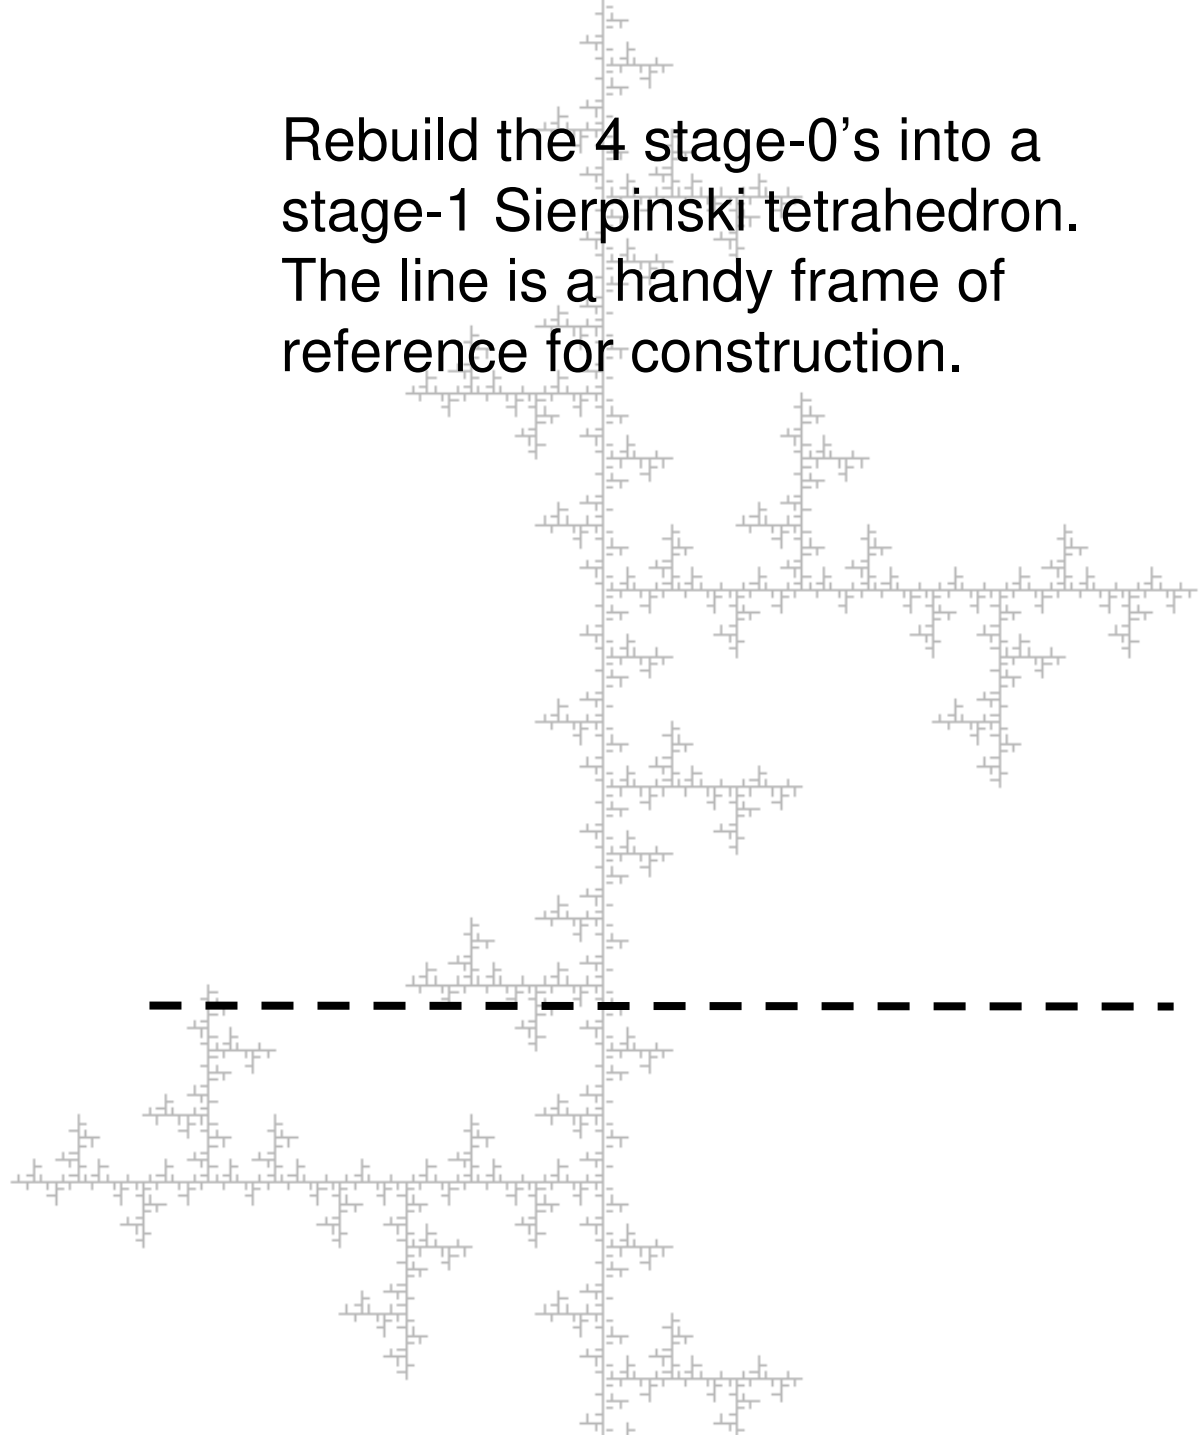 Rebuild the 4 stage-0's into a
stage-1 Sierpinski tetrahedron.
The line is a handy frame of
reference for construction.